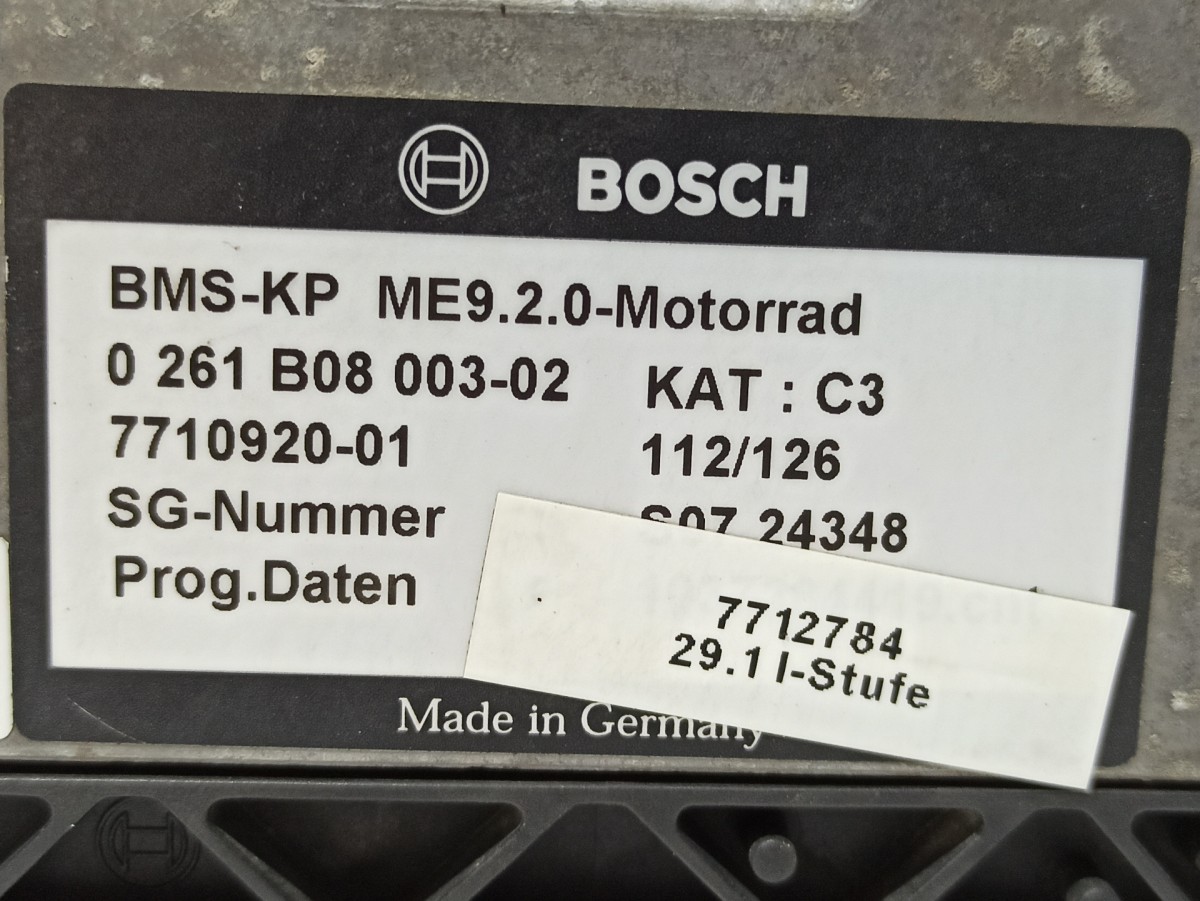 BOSCH
BMS-KP ME9.2.0-Motorrad
0 261 B08 003-02 KAT : C3
7710920-01 112/126
SG-Nummer S07 24348
Prog.Daten
7712784
29.1 I-Stufe
Made in Germany